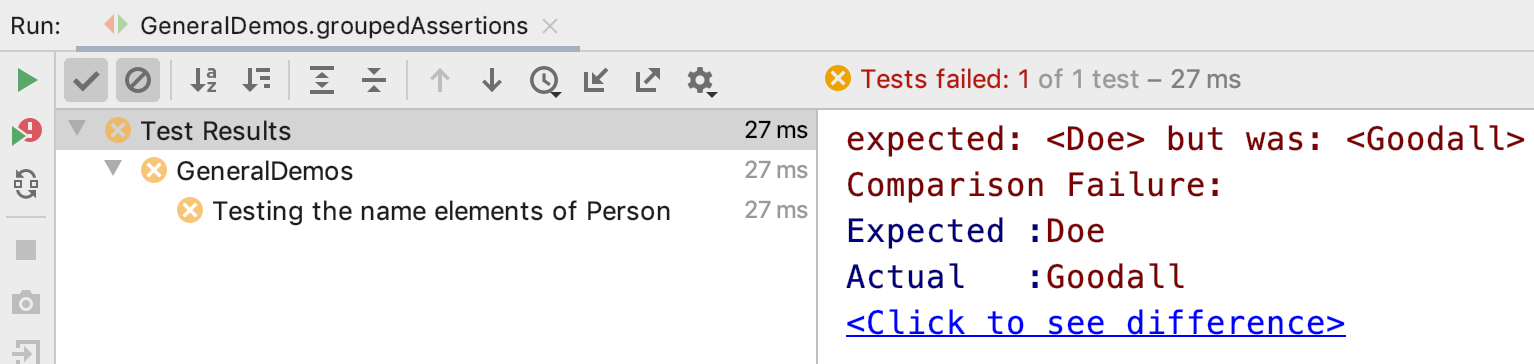 Run: GeneralDemos.groupedAssertions
Tests failed: 1 of 1 test – 27 ms
Test Results 27 ms
GeneralDemos 27 ms
Testing the name elements of Person 27 ms
expected: <Doe> but was: <Goodall>
Comparison Failure:
Expected :Doe
Actual   :Goodall
<Click to see difference>